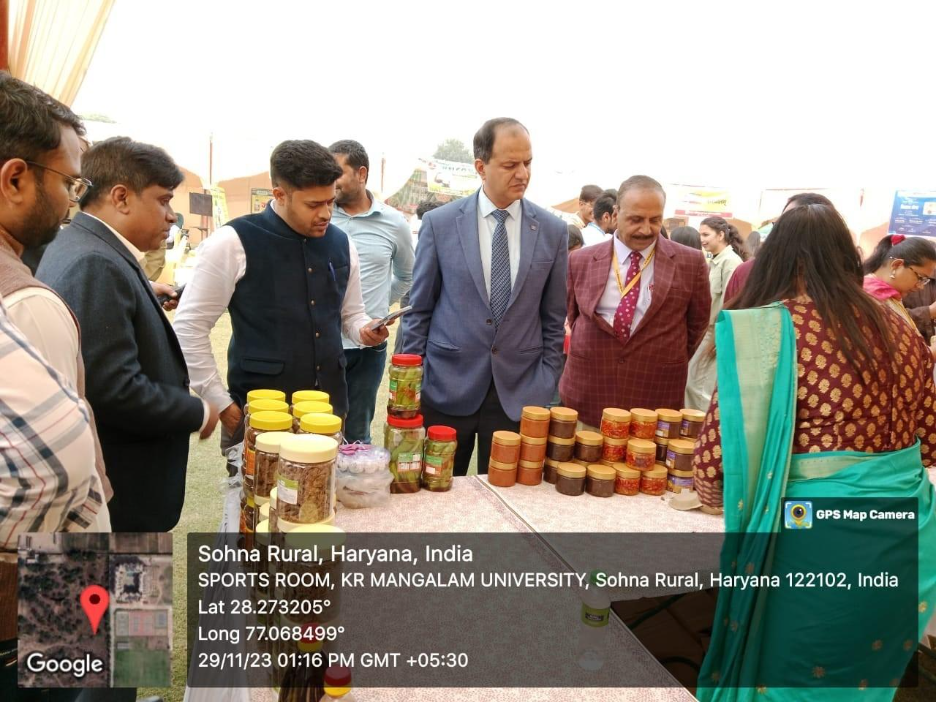 GPS Map Camera
Sohna Rural, Haryana, India
SPORTS ROOM, KR MANGALAM UNIVERSITY, Sohna Rural, Haryana 122102, India
Lat 28.273205°
Long 77.068499°
29/11/23 01:16 PM GMT +05:30
Google